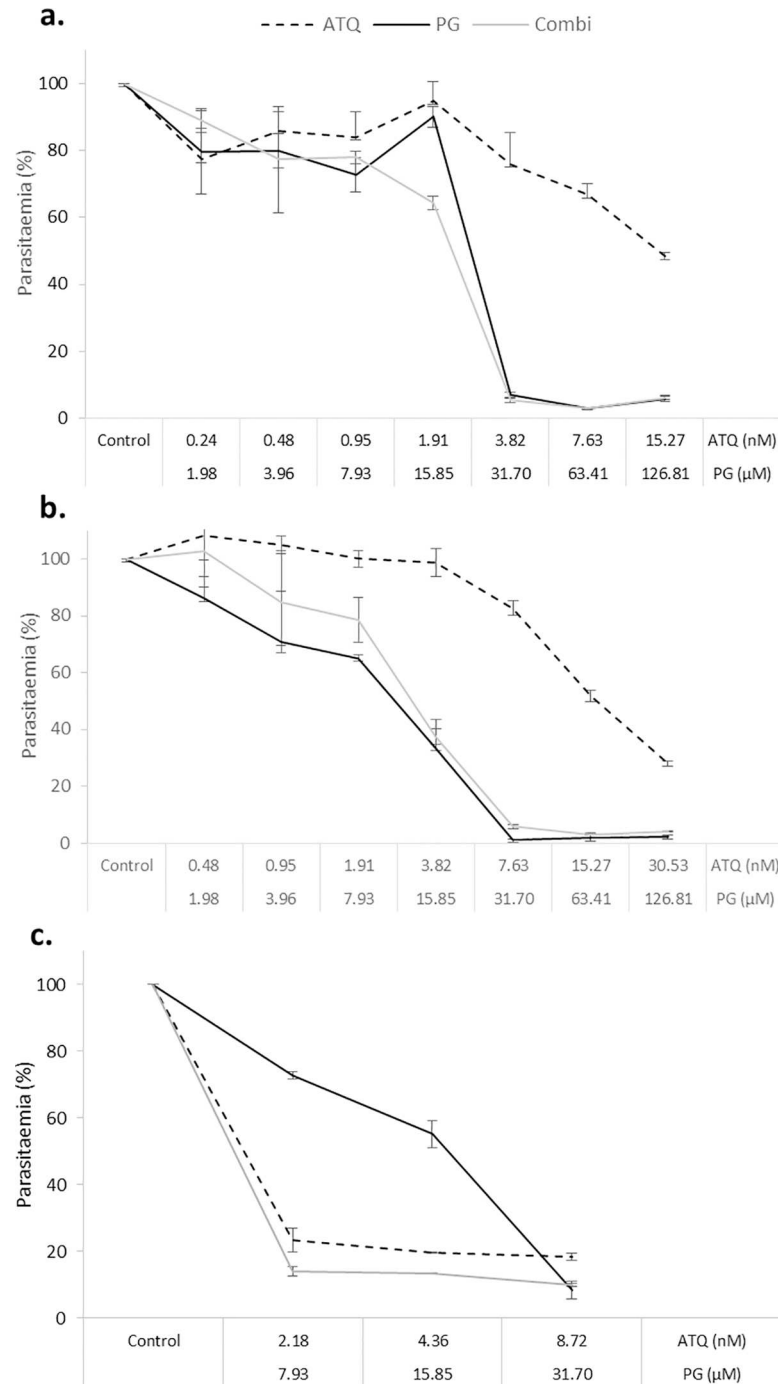 a.
ATQ PG Combi
100
80
60
40
20
0
Parasitaemia (%)
Control 0.24 0.48 0.95 1.91 3.82 7.63 15.27 ATQ (nM)
1.98 3.96 7.93 15.85 31.70 63.41 126.81 PG (µM)
b.
100
80
60
40
20
0
Parasitaemia (%)
Control 0.48 0.95 1.91 3.82 7.63 15.27 30.53 ATQ (nM)
1.98 3.96 7.93 15.85 31.70 63.41 126.81 PG (µM)
c.
100
80
60
40
20
0
Parasitaemia (%)
Control 2.18 4.36 8.72 ATQ (nM)
7.93 15.85 31.70 PG (µM)